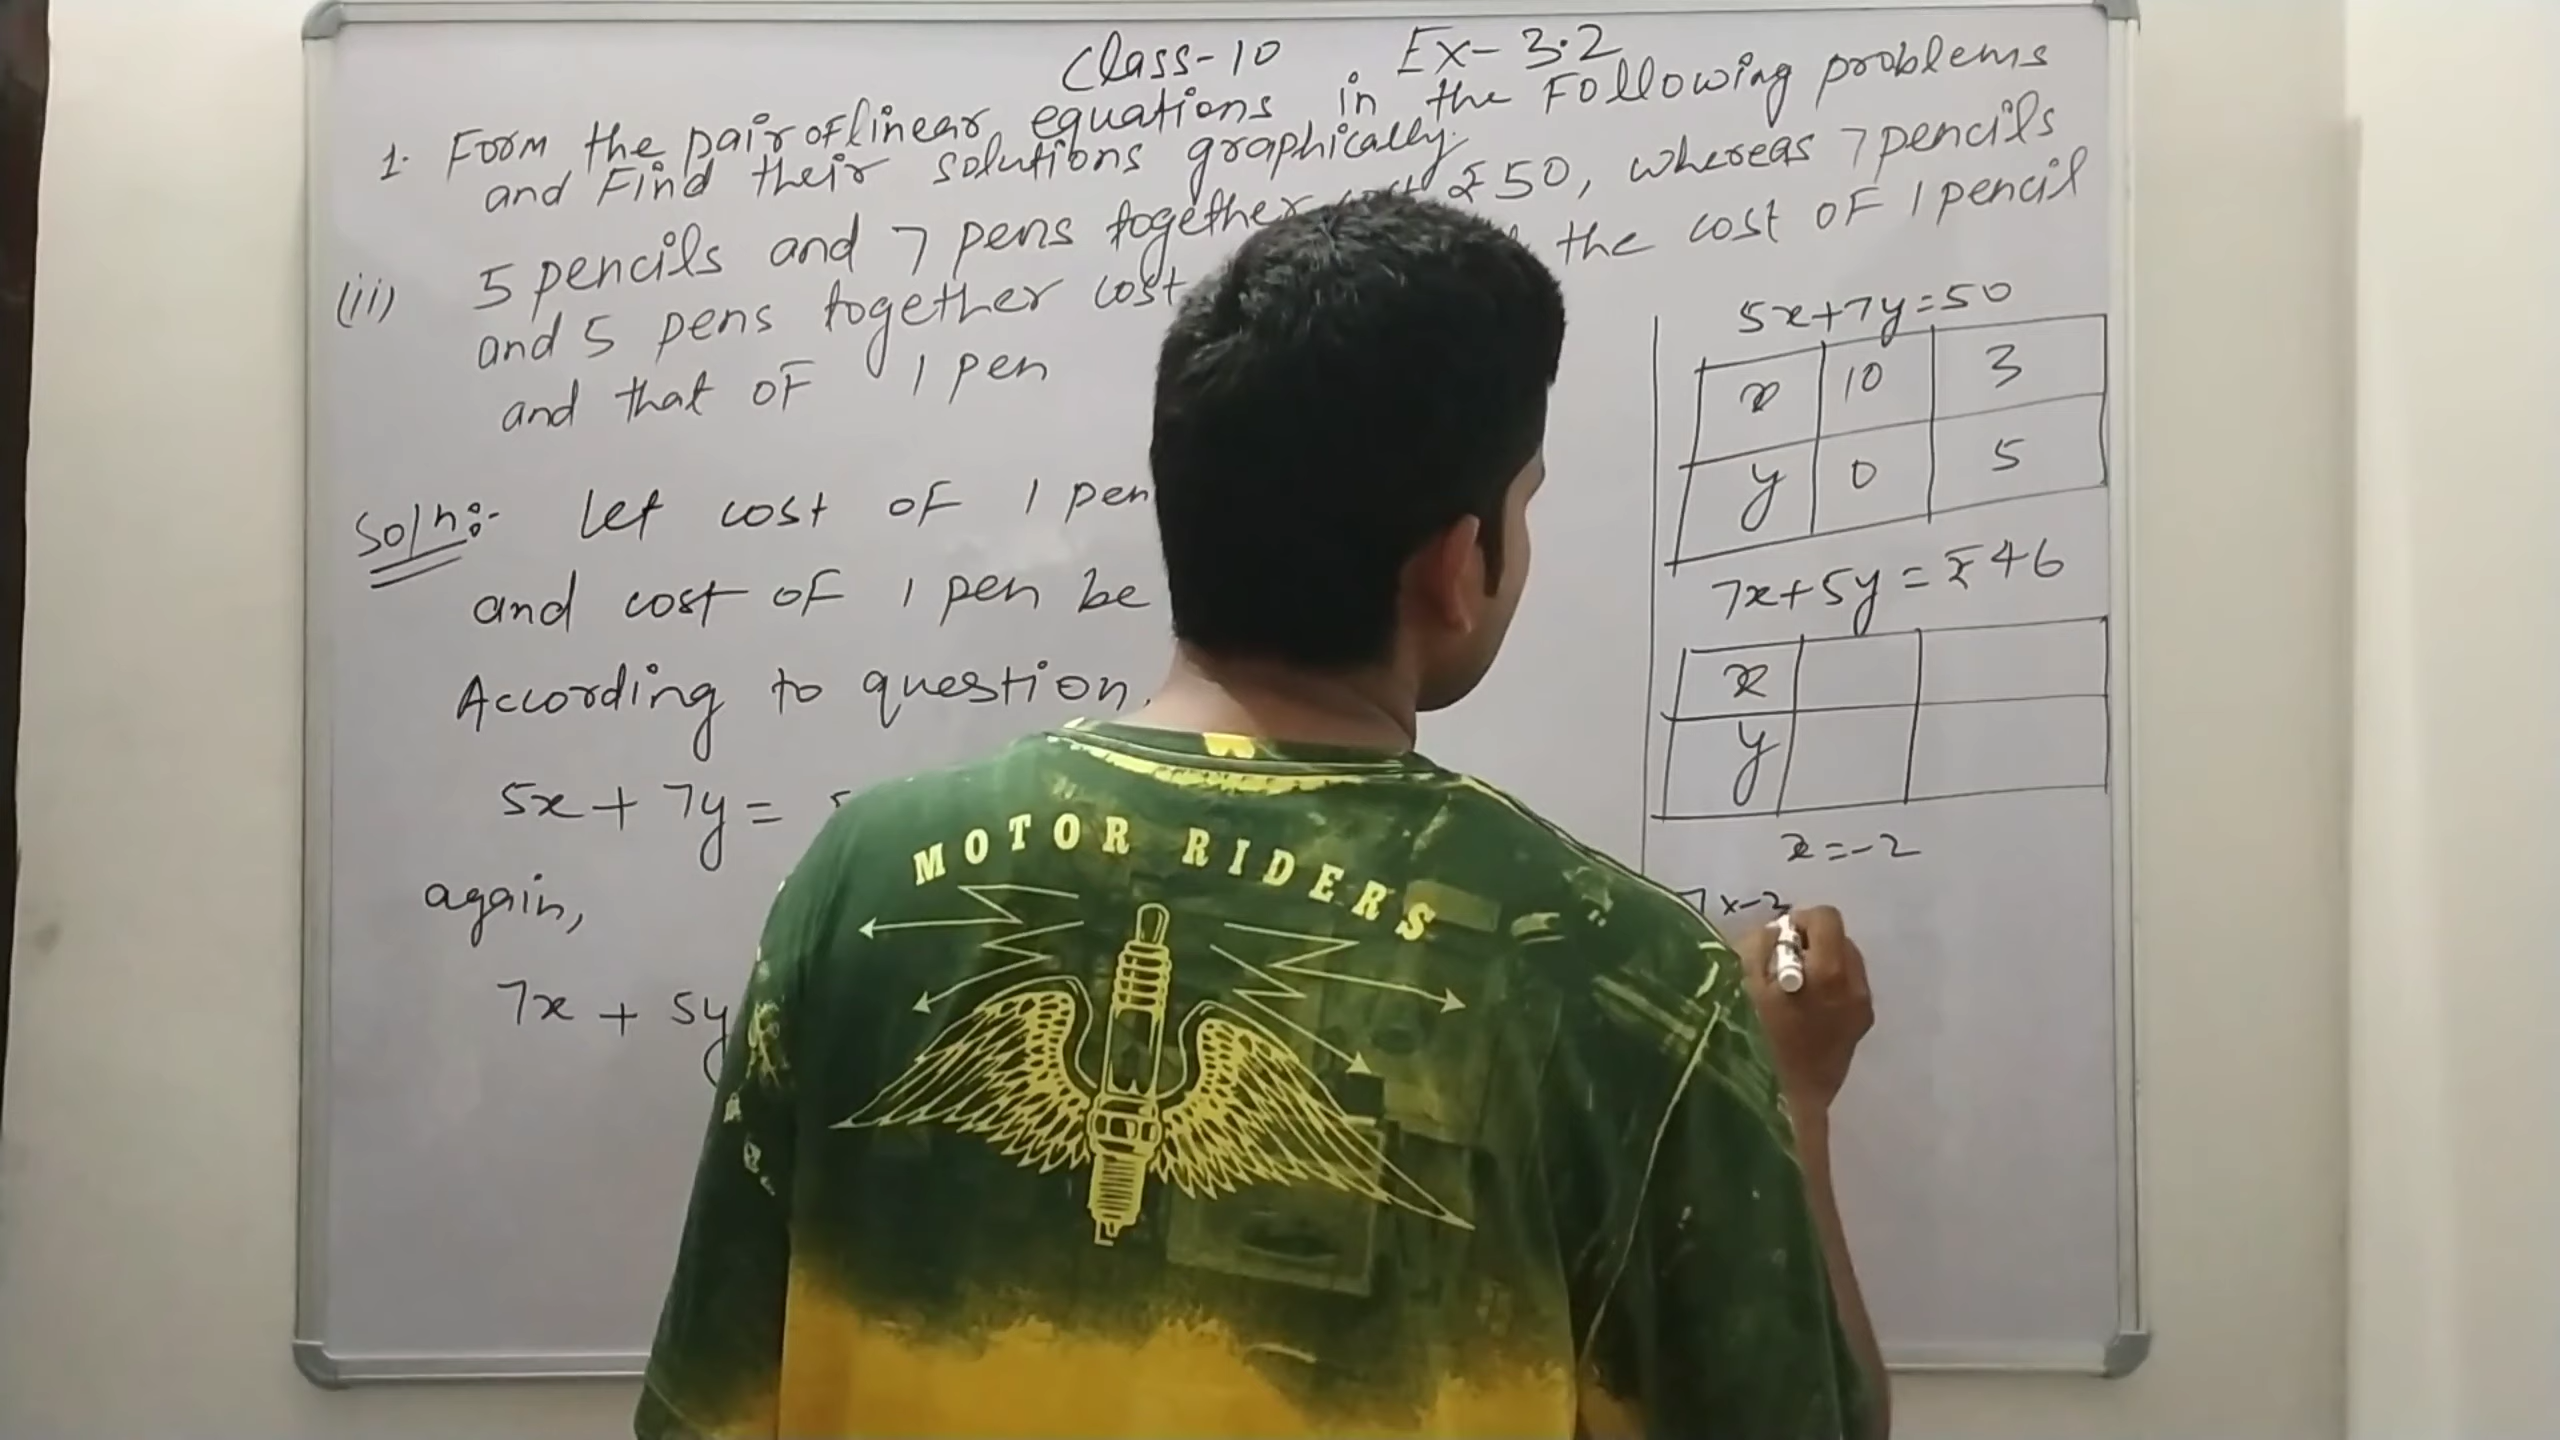 Class-10 Ex-3.2
1. Form the pair of linear equations in the following problems
and find their solutions graphically.
(ii) 5 pencils and 7 pens together ₹50, whereas 7 pencils
and 5 pens together cost the cost of 1 pencil
and that of 1 pen
Soln:- Let cost of 1 pen
and cost of 1 pen be
According to question,
5x + 7y =
again,
7x + 5y
5x+7y=50
x 10 3
y 0 5
7x+5y = ₹46
x
y
x=-2
7x-2
MOTOR RIDERS